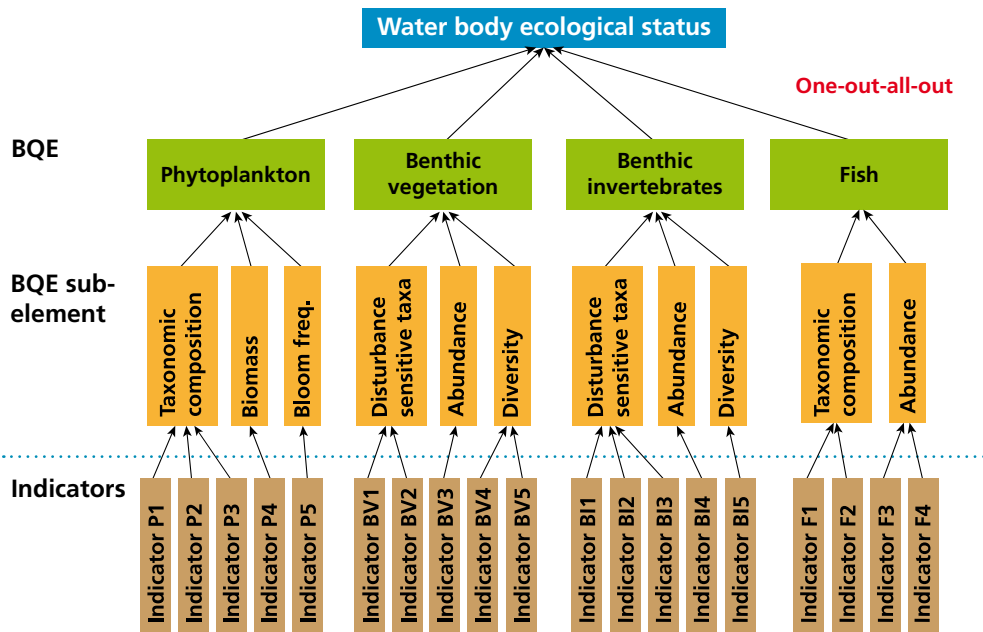 Water body ecological status
One-out-all-out
BQE
Phytoplankton
Benthic
vegetation
Benthic
invertebrates
Fish
BQE sub-
element
Taxonomic
composition
Biomass
Bloom freq.
Disturbance
sensitive taxa
Abundance
Diversity
Disturbance
sensitive taxa
Abundance
Diversity
Taxonomic
composition
Abundance
Indicators
Indicator P1
Indicator P2
Indicator P3
Indicator P4
Indicator P5
Indicator BV1
Indicator BV2
Indicator BV3
Indicator BV4
Indicator BV5
Indicator BI1
Indicator BI2
Indicator BI3
Indicator BI4
Indicator BI5
Indicator F1
Indicator F2
Indicator F3
Indicator F4